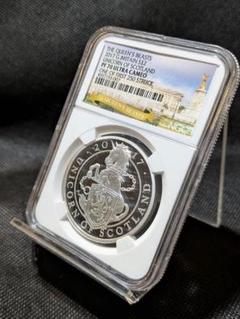 THE QUEEN'S BEASTS
2017 G.BRITAIN S£2
UNICORN OF SCOTLAND
PF 70 ULTRA CAMEO
ONE OF FIRST 250 STRUCK
2017
UNICORN OF SCOTLAND